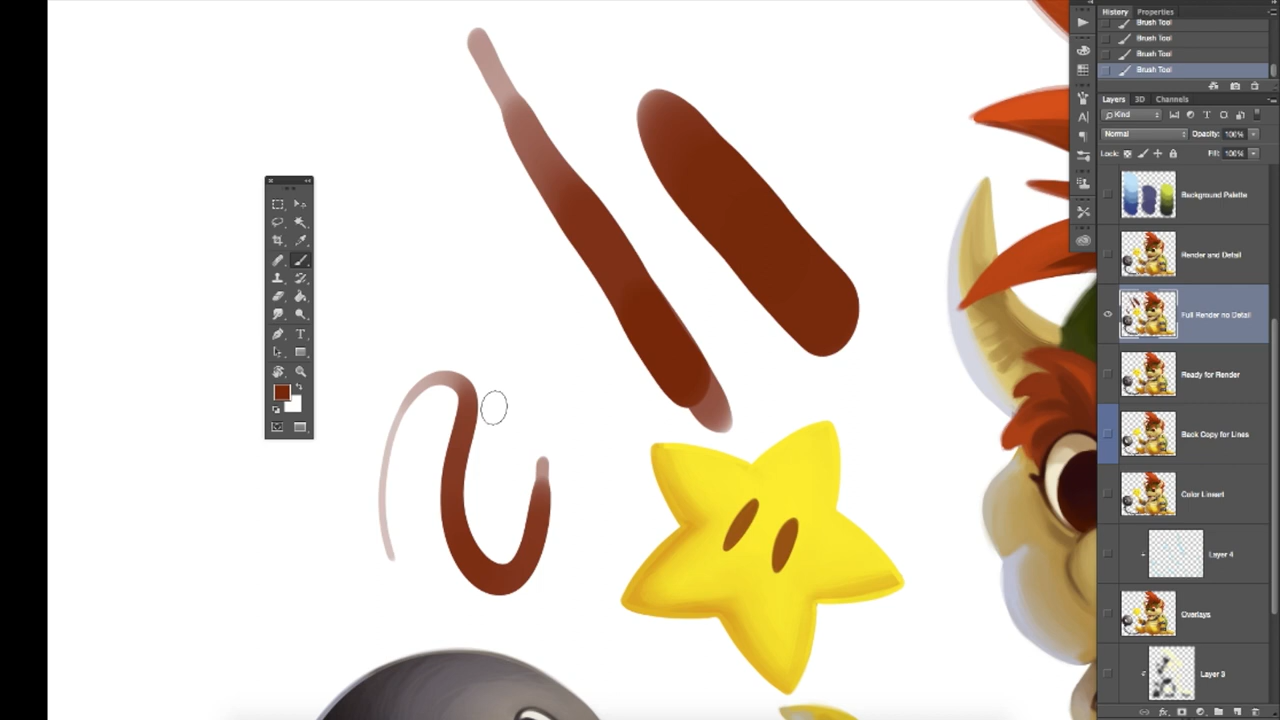 History Properties
Brush Tool
Brush Tool
Brush Tool
Brush Tool
Layers 3D Channels
Kind
Normal Opacity: 100%
Lock: Fill: 100%
Background Palette
Render and Detail
Full Render no Detail
Ready for Render
Back Copy for Lines
Color Lineart
Layer 4
Overlays
Layer 3